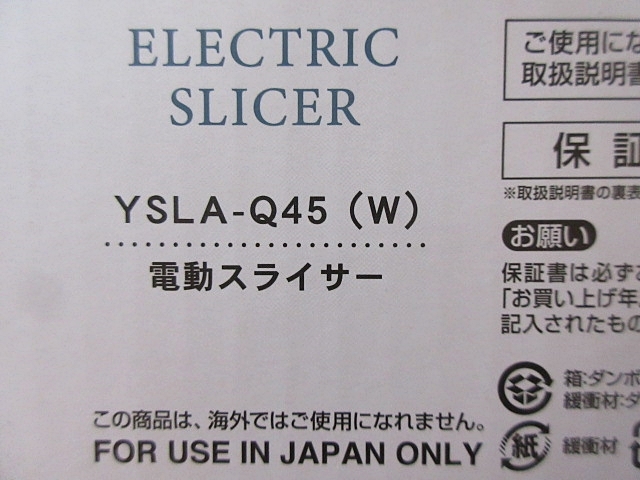 ELECTRIC
SLICER
YSLA-Q45（W）
電動スライサー
この商品は、海外ではご使用になれません。
FOR USE IN JAPAN ONLY
ご使用にな
取扱説明書
保 証
※取扱説明書の裏表
お願い
保証書は必ず
「お買い上げ年
記入されたもの
箱:ダンボ
緩衝材:ダ
紙
緩衝材